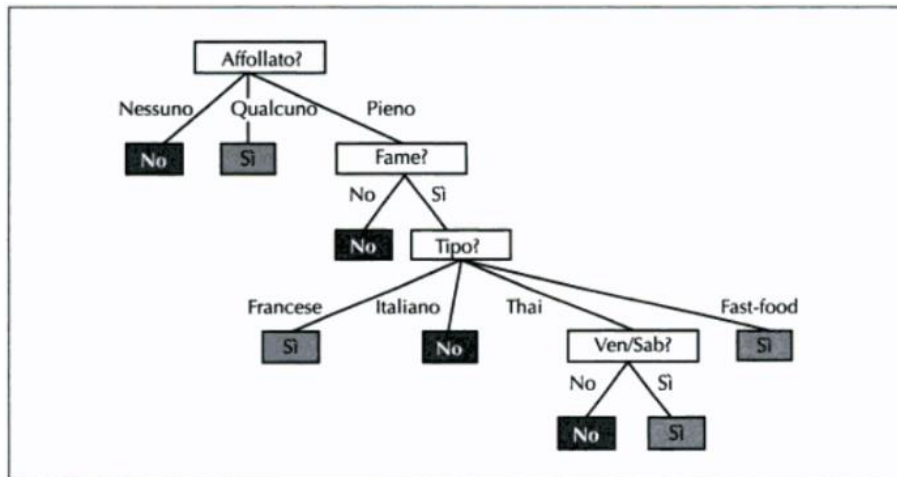 Affollato?
Nessuno Qualcuno Pieno
No Sì Fame?
No Sì
No Tipo?
Francese Italiano Thai Fast-food
Sì No Ven/Sab? Sì
No Sì
No Sì